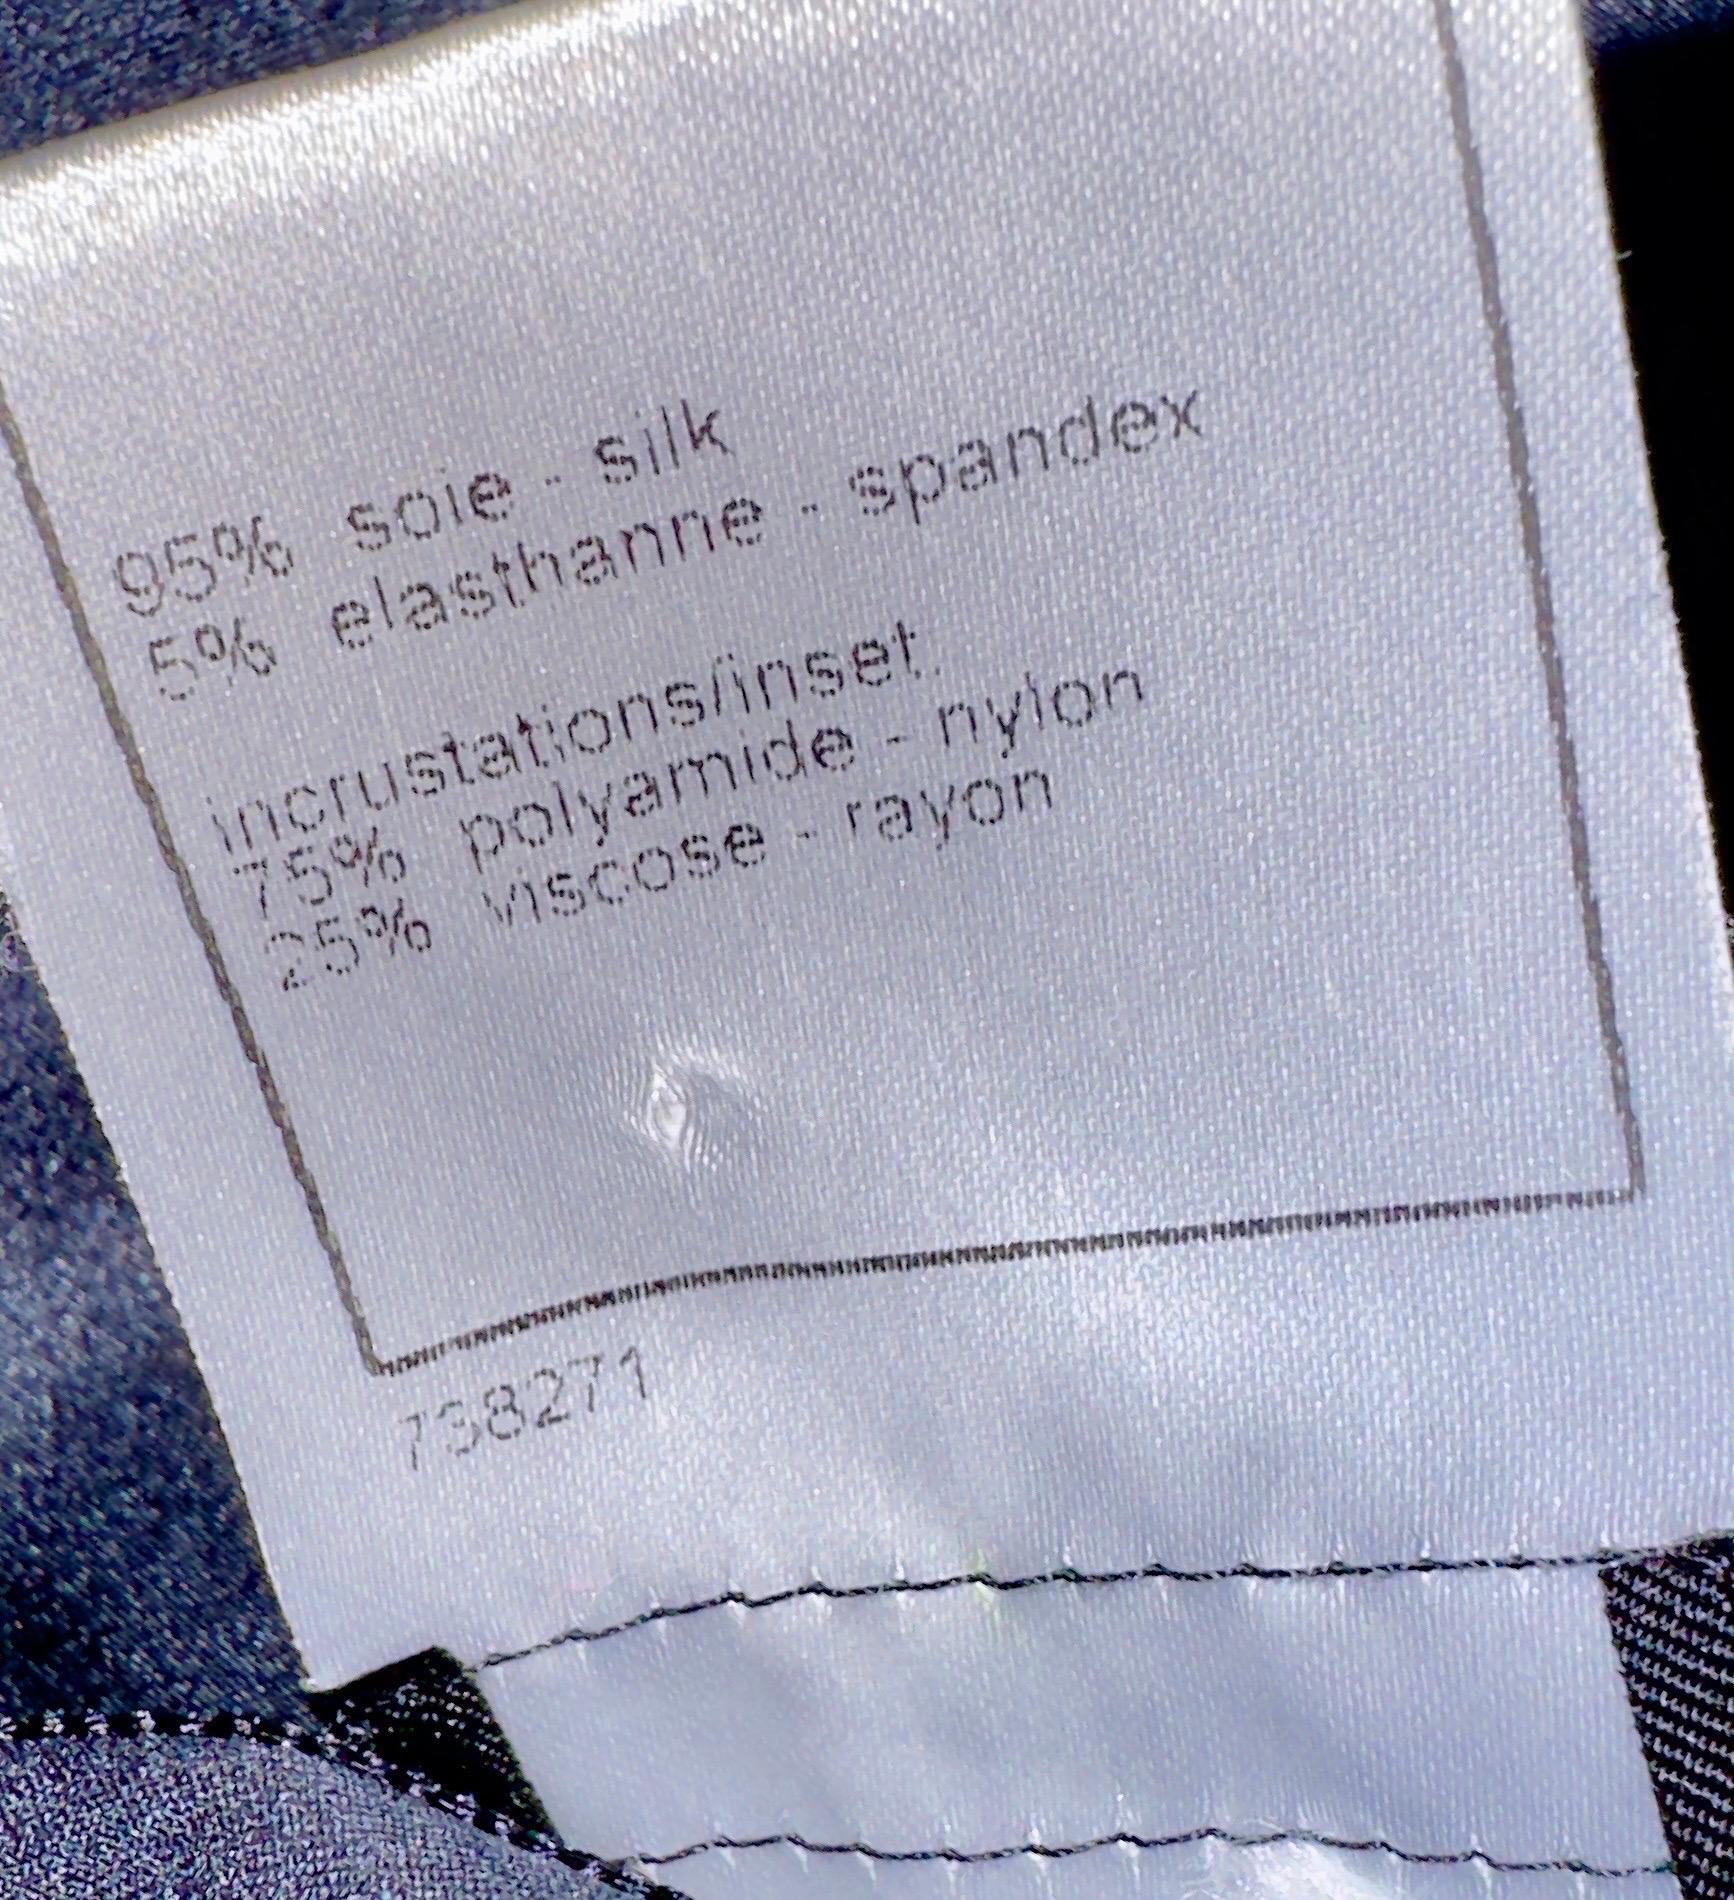 95% soie - silk
5% elasthanne - spandex
incrustations/inset.
75% polyamide - nylon
25% viscose - rayon
738271